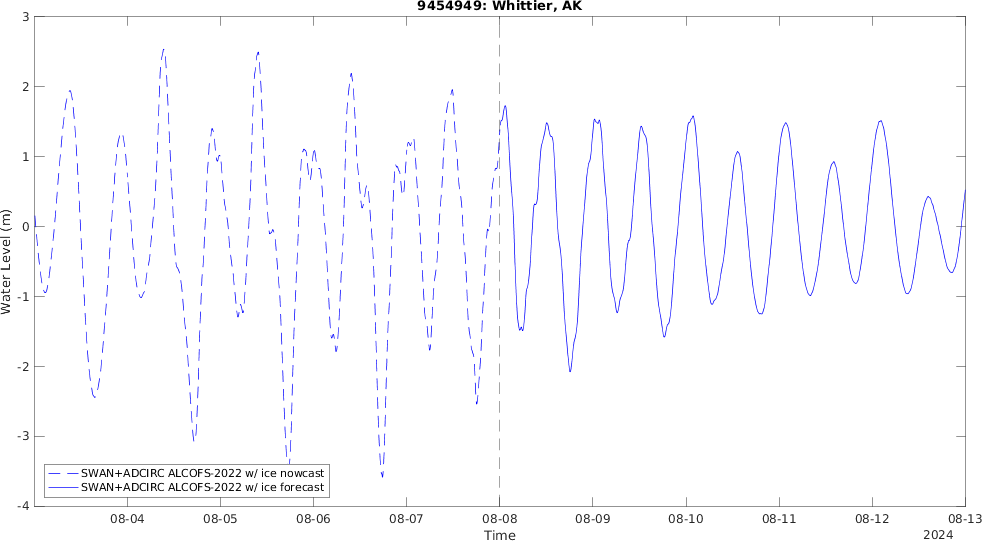 9454949: Whittier, AK
3
2
1
0
-1
-2
-3
-4
Water Level (m)
SWAN+ADCIRC ALCOFS-2022 w/ ice nowcast
SWAN+ADCIRC ALCOFS-2022 w/ ice forecast
08-04 08-05 08-06 08-07 08-08 08-09 08-10 08-11 08-12 08-13
Time
2024